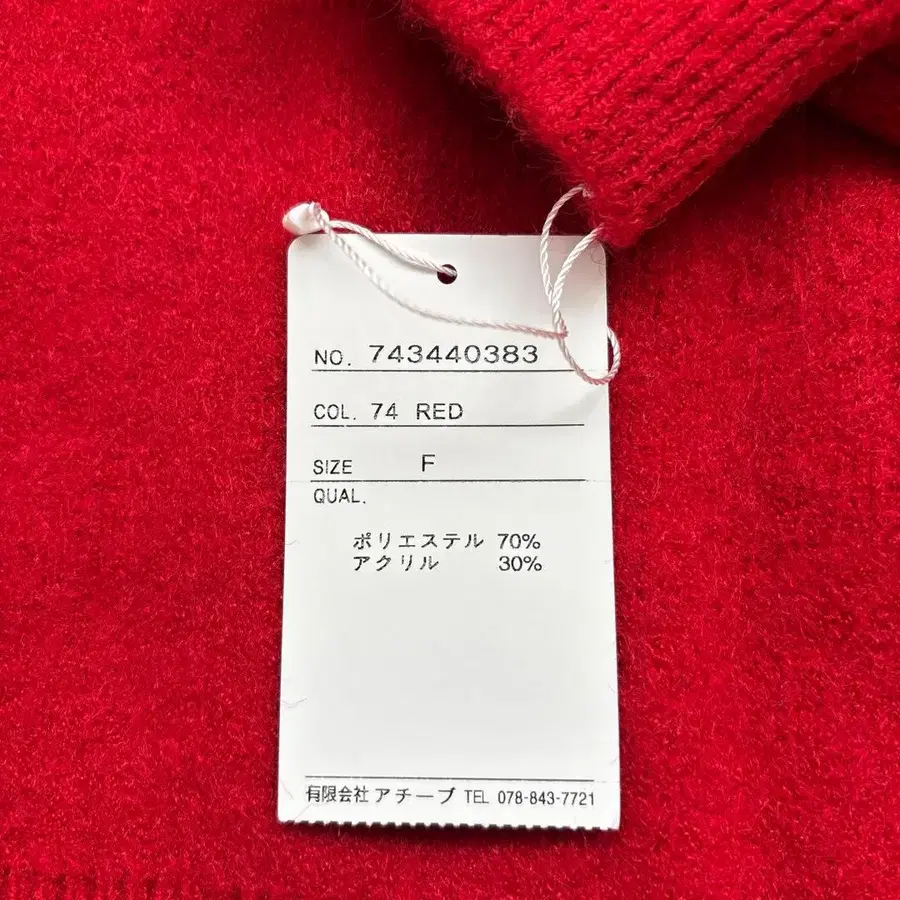 NO. 743440383
COL. 74 RED
SIZE F
QUAL.
ポリエステル 70%
アクリル 30%
有限会社 アチーブ TEL 078-843-7721